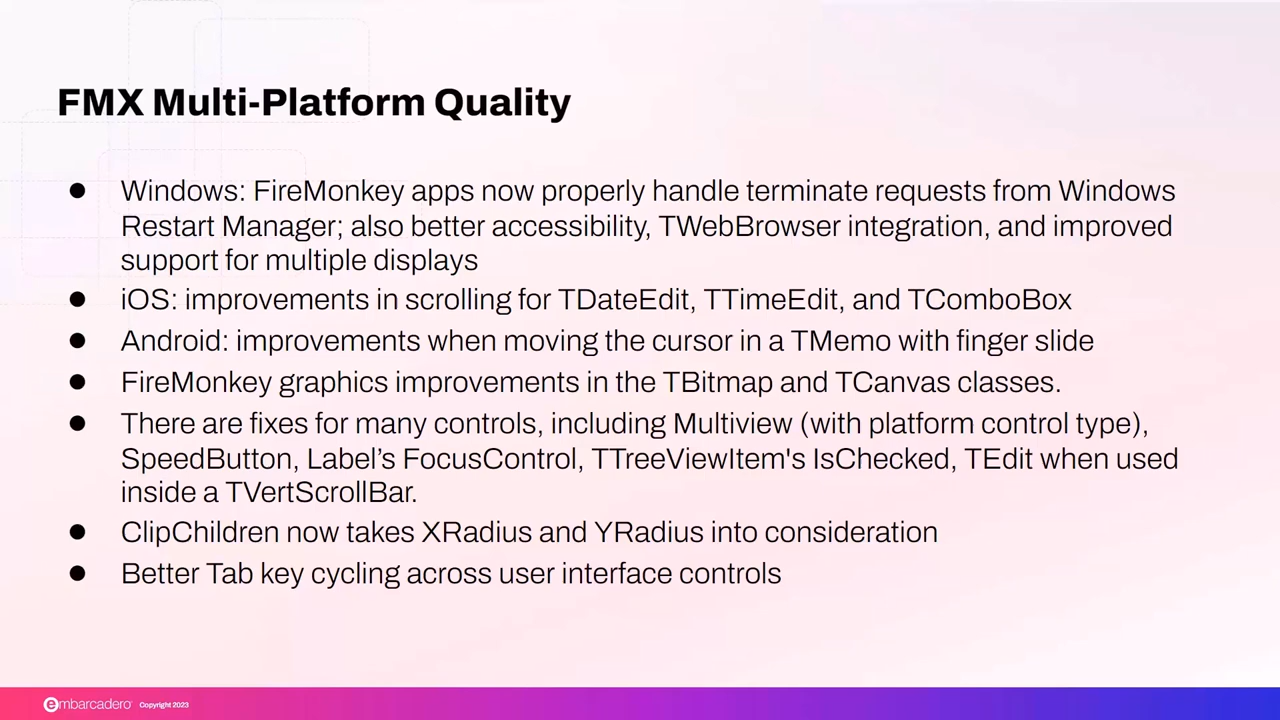 FMX Multi-Platform Quality
● Windows: FireMonkey apps now properly handle terminate requests from Windows
Restart Manager; also better accessibility, TWebBrowser integration, and improved
support for multiple displays
● iOS: improvements in scrolling for TDateEdit, TTimeEdit, and TComboBox
● Android: improvements when moving the cursor in a TMemo with finger slide
● FireMonkey graphics improvements in the TBitmap and TCanvas classes.
● There are fixes for many controls, including Multiview (with platform control type),
SpeedButton, Label’s FocusControl, TTreeViewItem's IsChecked, TEdit when used
inside a TVertScrollBar.
● ClipChildren now takes XRadius and YRadius into consideration
● Better Tab key cycling across user interface controls
embarcadero Copyright 2023